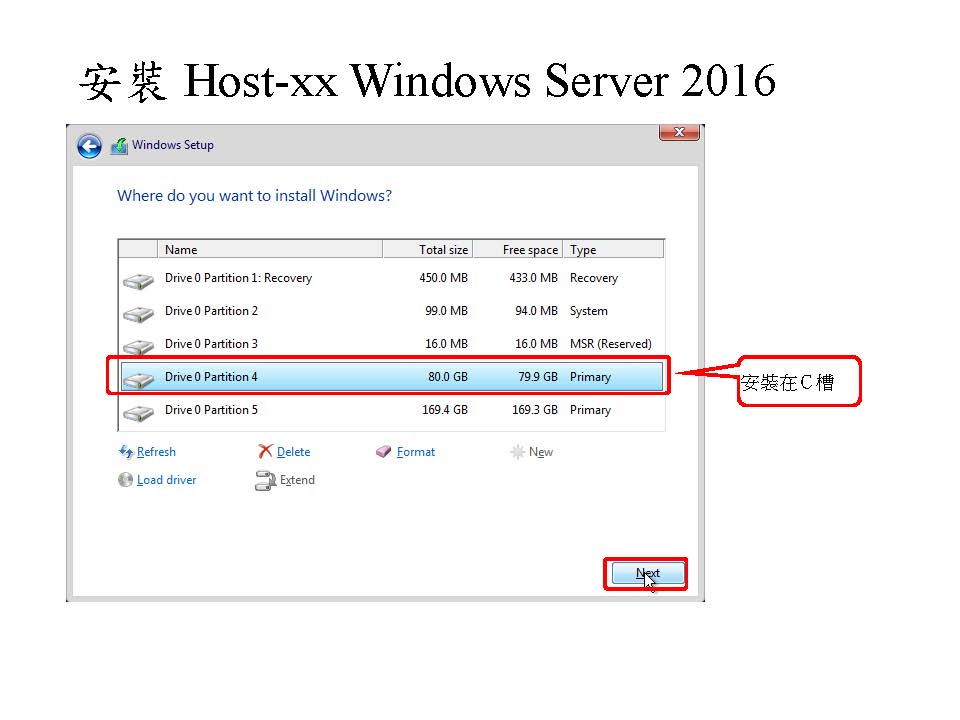 安裝 Host-xx Windows Server 2016
Windows Setup
Where do you want to install Windows?
Name Total size Free space Type
Drive 0 Partition 1: Recovery 450.0 MB 433.0 MB Recovery
Drive 0 Partition 2 99.0 MB 94.0 MB System
Drive 0 Partition 3 16.0 MB 16.0 MB MSR (Reserved)
Drive 0 Partition 4 80.0 GB 79.9 GB Primary
安裝在C槽
Drive 0 Partition 5 169.4 GB 169.3 GB Primary
Refresh Delete Format New
Load driver Extend
Next